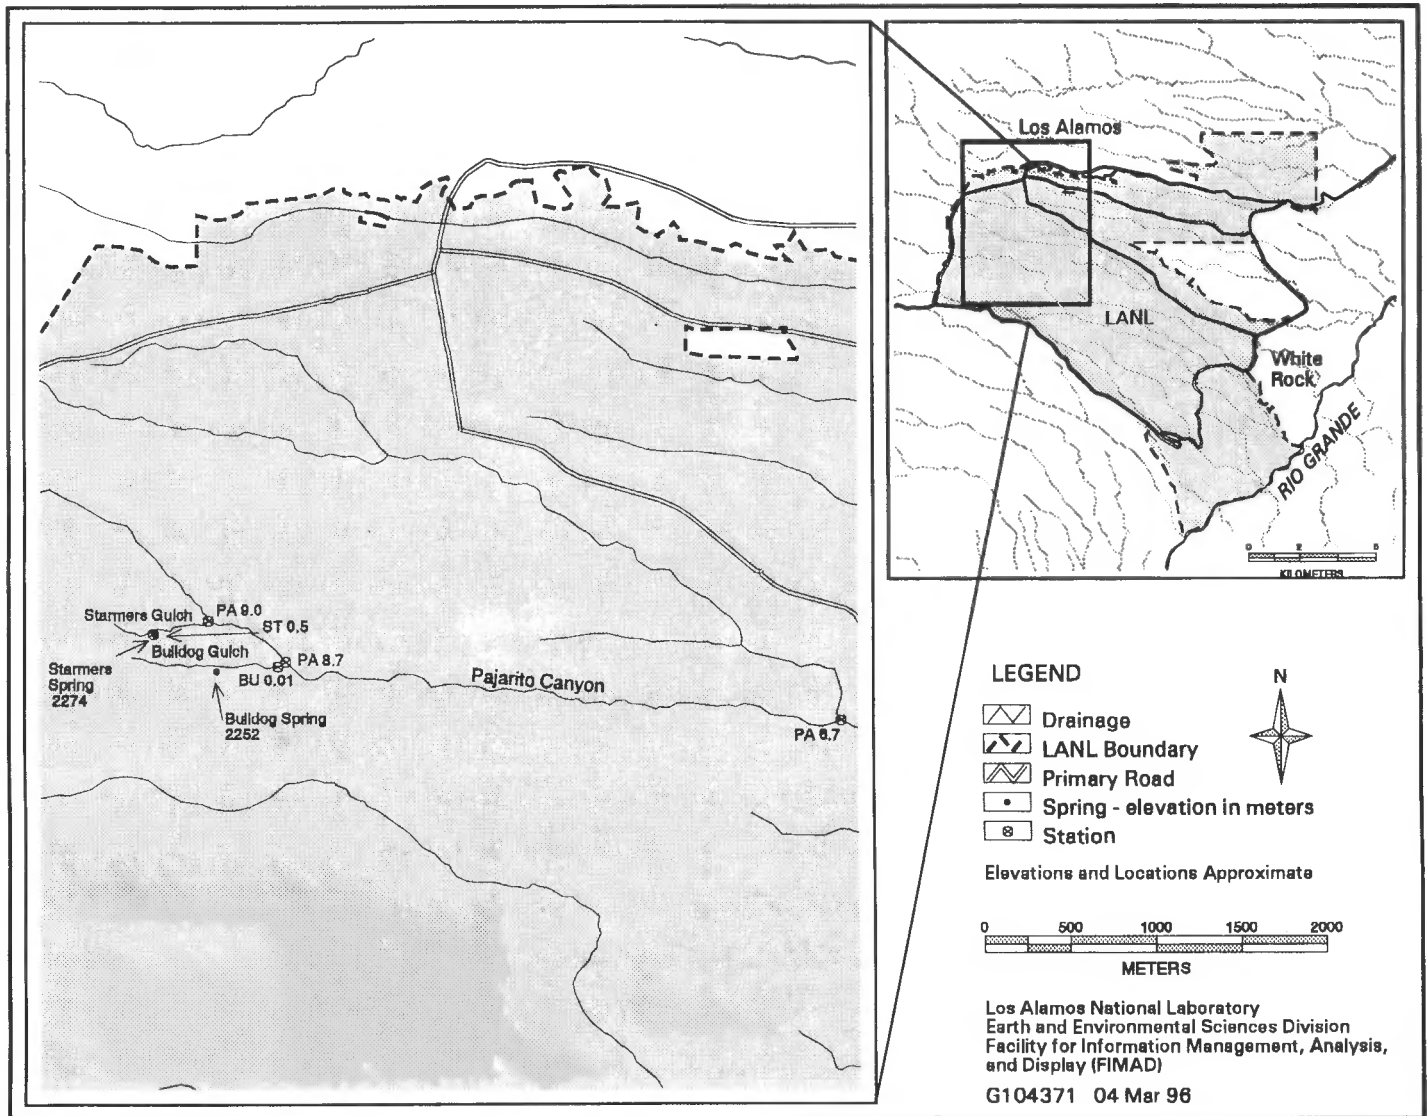 Starmers Gulch
PA 9.0
ST 0.5
Bulldog Gulch
Starmers
Spring
2274
PA 8.7
BU 0.01
Bulldog Spring
2252
Pajarito Canyon
PA 6.7
Los Alamos
LANL
White
Rock
RIO GRANDE
0 2 5
KILOMETERS
LEGEND
N
Drainage
LANL Boundary
Primary Road
Spring - elevation in meters
Station
Elevations and Locations Approximate
0 500 1000 1500 2000
METERS
Los Alamos National Laboratory
Earth and Environmental Sciences Division
Facility for Information Management, Analysis,
and Display (FIMAD)
G104371 04 Mar 96